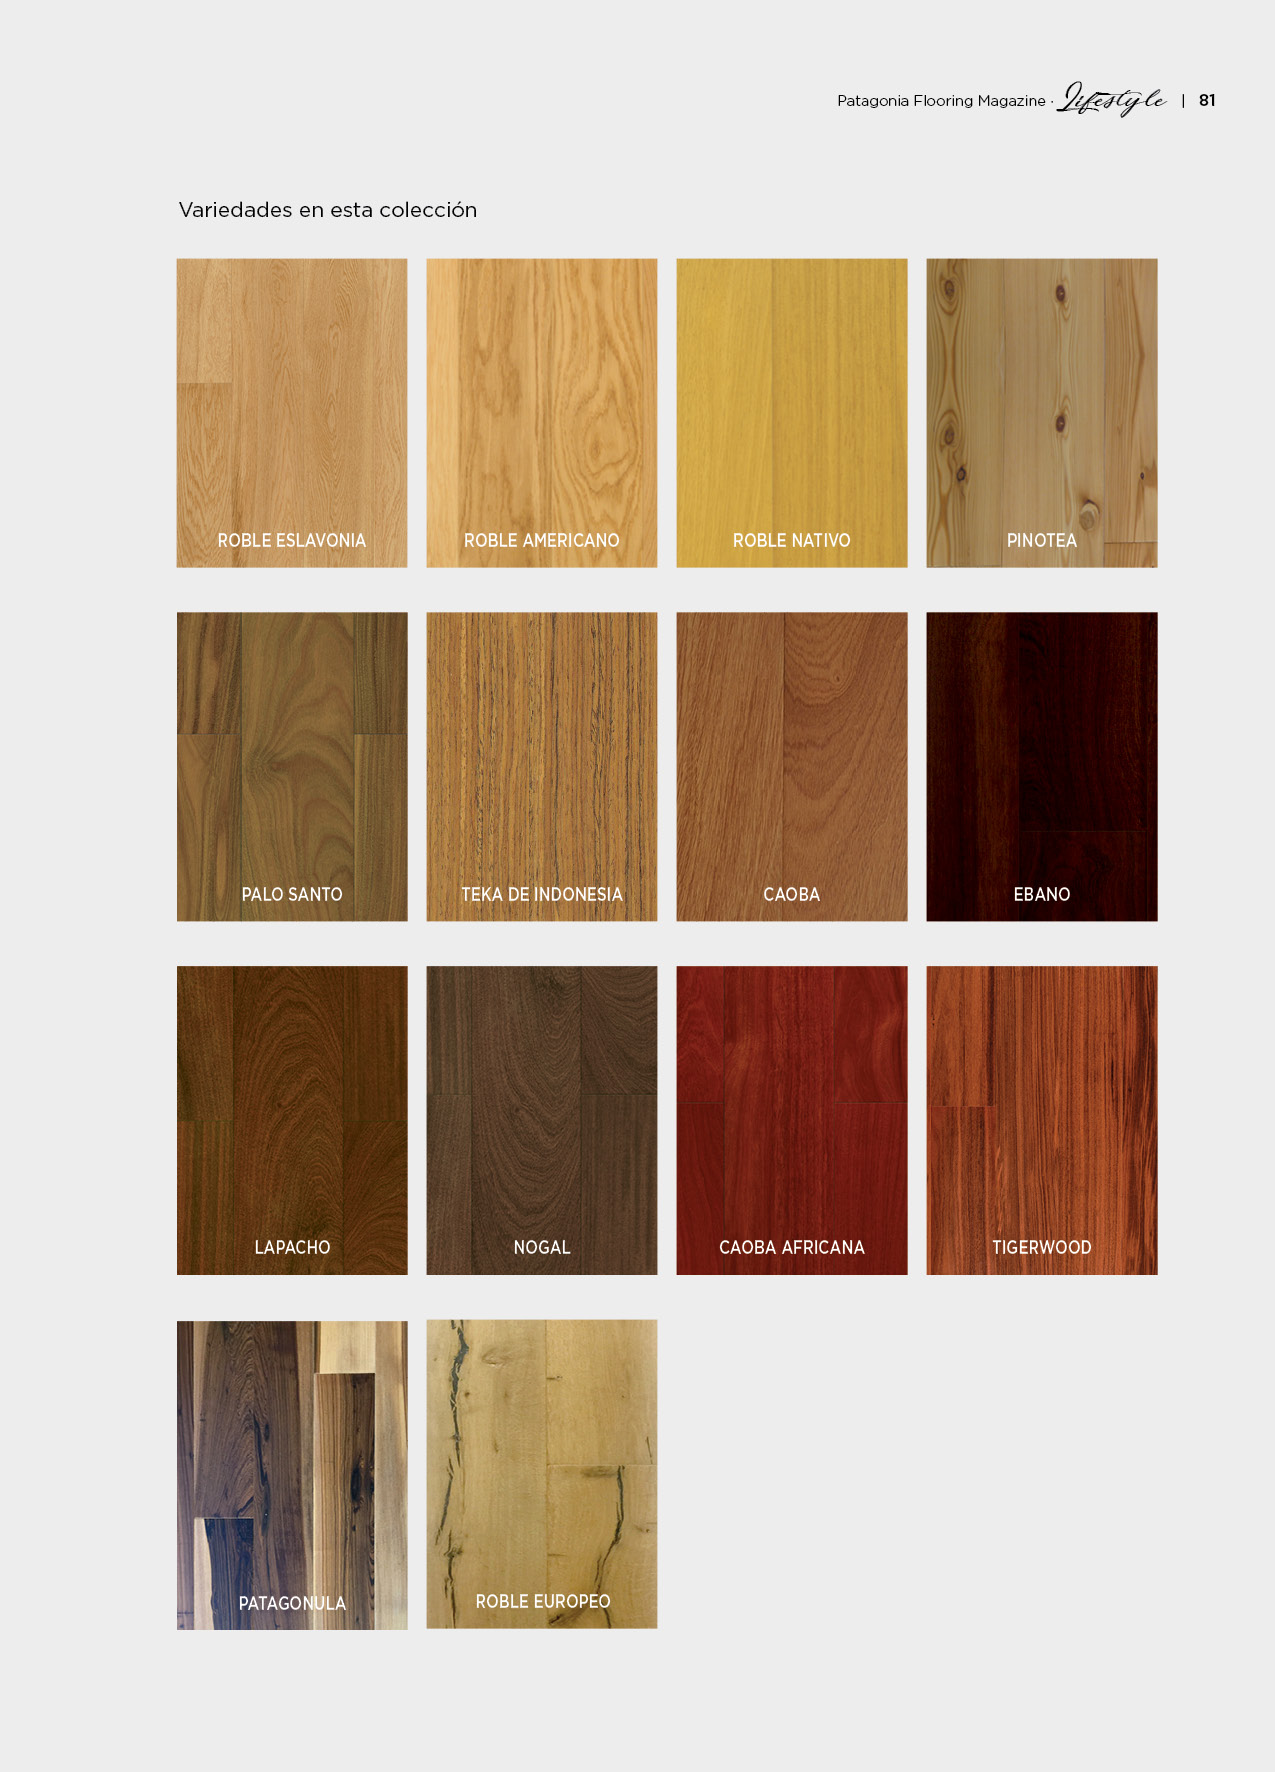 Patagonia Flooring Magazine · Lifestyle | 81
Variedades en esta colección
ROBLE ESLAVONIA
ROBLE AMERICANO
ROBLE NATIVO
PINOTEA
PALO SANTO
TEKA DE INDONESIA
CAOBA
EBANO
LAPACHO
NOGAL
CAOBA AFRICANA
TIGERWOOD
PATAGONULA
ROBLE EUROPEO